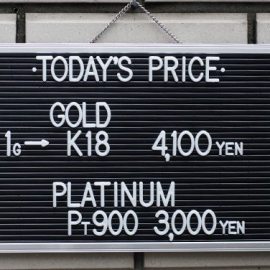 ·TODAY'S PRICE·
GOLD
1G→ K18 4,100 YEN
PLATINUM
PT900 3,000 YEN